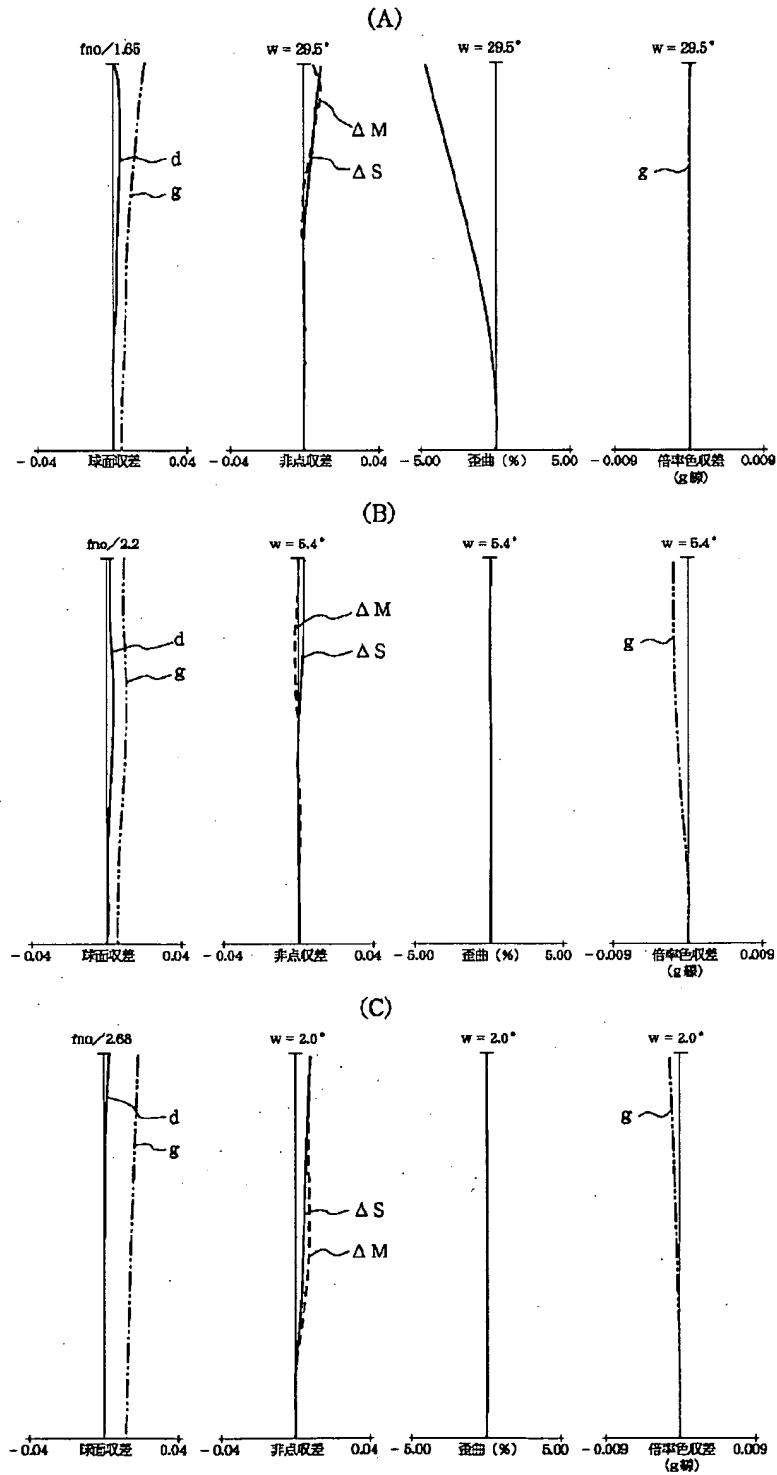 (A)
fno/1.65
w = 29.5°
w = 29.5°
w = 29.5°
d
g
ΔM
ΔS
g
-0.04 球面収差 0.04
-0.04 非点収差 0.04
-5.00 歪曲 (%) 5.00
-0.009 倍率色収差 0.009
(g線)
(B)
fno/2.2
w = 5.4°
w = 5.4°
w = 5.4°
d
g
ΔM
ΔS
g
-0.04 球面収差 0.04
-0.04 非点収差 0.04
-5.00 歪曲 (%) 5.00
-0.009 倍率色収差 0.009
(g線)
(C)
fno/2.68
w = 2.0°
w = 2.0°
w = 2.0°
d
g
ΔS
ΔM
g
-0.04 球面収差 0.04
-0.04 非点収差 0.04
-5.00 歪曲 (%) 5.00
-0.009 倍率色収差 0.009
(g線)